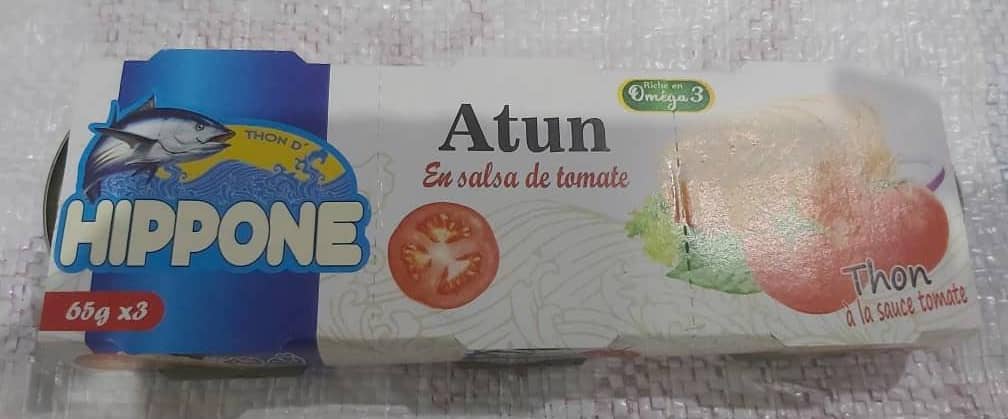 THON D'
HIPPONE
65g x3
Atun
En salsa de tomate
Riche en
Oméga 3
Thon
à la sauce tomate